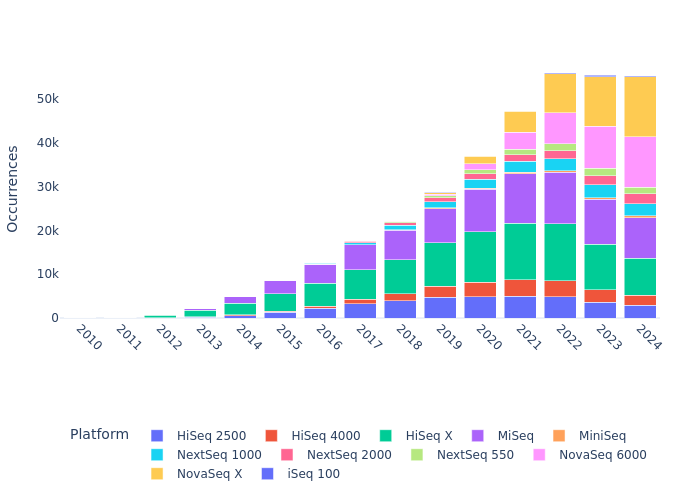 Occurrences
50k
40k
30k
20k
10k
0
2010 2011 2012 2013 2014 2015 2016 2017 2018 2019 2020 2021 2022 2023 2024
Platform HiSeq 2500 HiSeq 4000 HiSeq X MiSeq MiniSeq
NextSeq 1000 NextSeq 2000 NextSeq 550 NovaSeq 6000
NovaSeq X iSeq 100